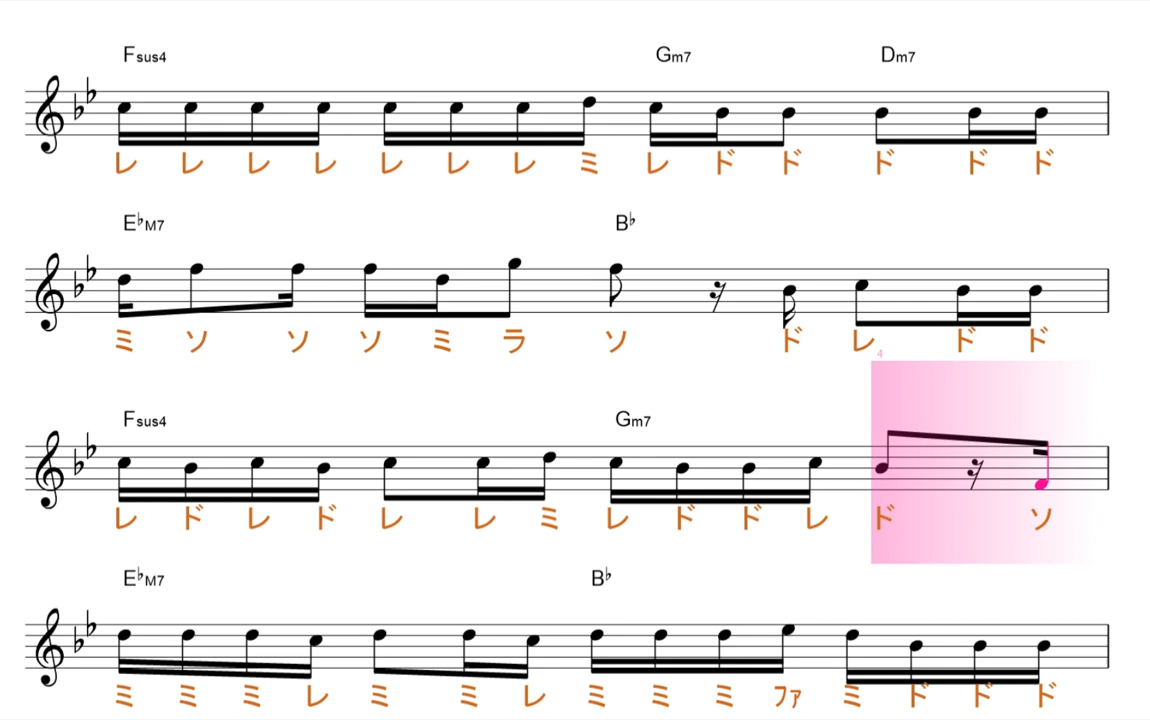 Fsus4 Gm7 Dm7
レ レ レ レ レ レ レ ミ レ ド ド ド ド ド
E♭M7 B♭
ミ ソ ソ ソ ミ ラ ソ ド レ ド ド
4
Fsus4 Gm7
レ ド レ ド レ レ ミ レ ド ド レ ド ソ
E♭M7 B♭
ミ ミ ミ レ ミ ミ レ ミ ミ ミ ファ ミ ド ド ド